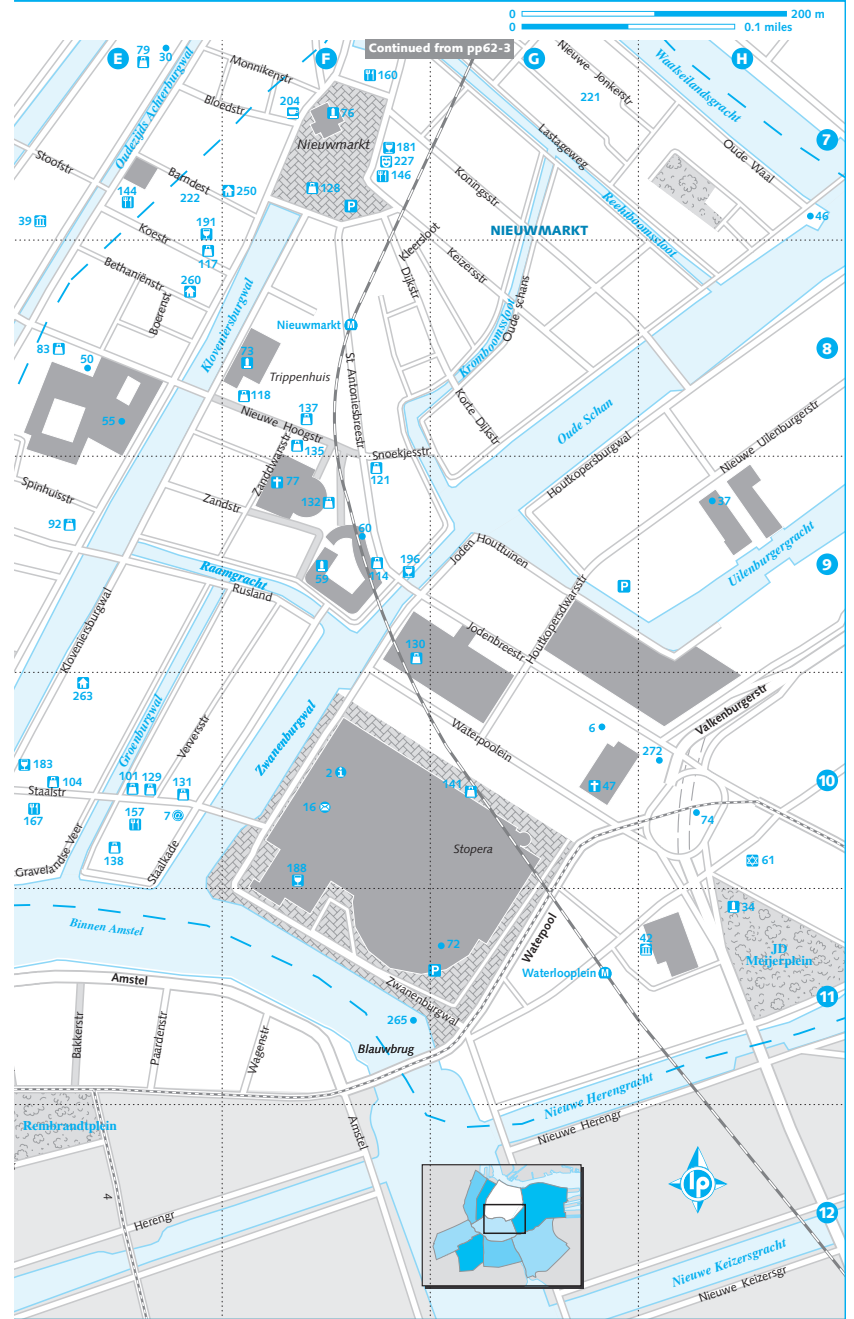 0 200 m
0 0.1 miles
Continued from pp62-3
E
F
G
H
79
30
Monnikenstr
160
Nieuwe Jonkerstr
Waalseilandsgracht
221
Oudezijds Achterburgwal
Bloedstr
204
76
Nieuwmarkt
181
227
146
Lastageweg
Oude Waal
7
Stoofstr
Barndest
222
250
128
P
Koningsstr
Rechtboomssloot
144
39
191
Koestr
117
Kleersloot
Keizersstr
NIEUWMARKT
46
Bethaniënstr
260
Boerenst
Kloveniersburgwal
Dijkstr
Oude schans
Kromboomssloot
Nieuwmarkt M
8
83
50
73
Trippenhuis
St Antoniesbreestr
118
137
Nieuwe Hoogstr
135
Korte Dijkstr
Oude Schan
55
Zanddwarsstr
Snoekjesstr
121
Houtkopersburgwal
Nieuwe Uilenburgerstr
Spinhuisstr
77
92
Zandstr
132
60
37
Raamgracht
59
114
196
Joden Houttuinen
P
Uilenburgergracht
9
Rusland
Kloveniersburgwal
Houtkopersdwarsstr
Jodenbreestr
130
263
Groenburgwal
Verversstr
Zwanenburgwal
Valkenburgerstr
Waterpoolein
6
272
183
104
101
129
131
2
141
47
10
Staalstr
167
157
7 @
16
74
Gravelandse Veer
138
Staalkade
188
Stopera
61
Binnen Amstel
34
JD
Meijerplein
72
P
Waterpool
42
Waterlooplein M
Amstel
Zwanenburgwal
11
265
Blauwbrug
Bakkerstr
Paardenstr
Wagenstr
Nieuwe Herengracht
Nieuwe Herengr
Rembrandtplein
Amstel
4
Herengr
lp
12
Nieuwe Keizersgracht
Nieuwe Keizersgr